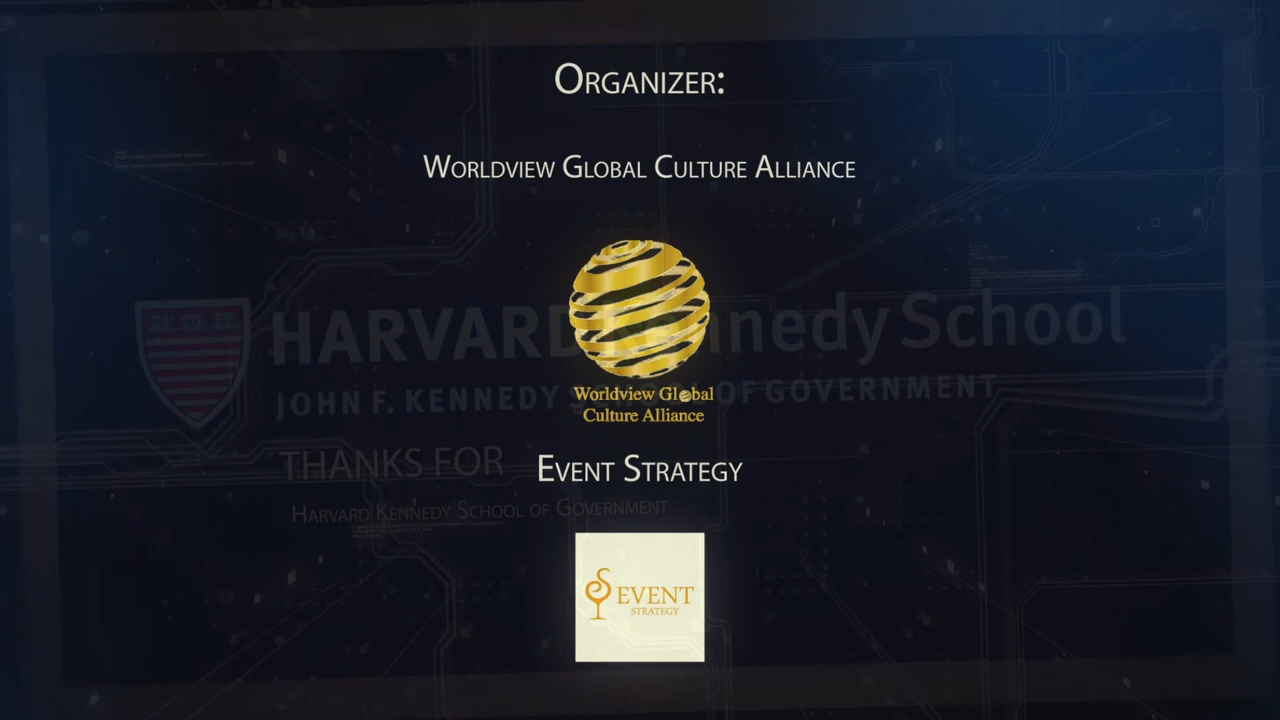 Organizer:
Worldview Global Culture Alliance
HARVARD Kennedy School
JOHN F. KENNEDY SCHOOL OF GOVERNMENT
Worldview Global
Culture Alliance
THANKS FOR
Event Strategy
Harvard Kennedy School of Government
EVENT
STRATEGY